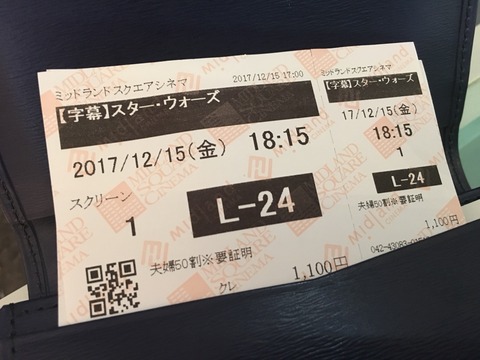 ミッドランドスクエアシネマ
2017/12/15 17:00
【字幕】スター・ウォーズ
2017/12/15(金) 18:15
スクリーン
1
L-24
夫婦50割※要証明
1,100円
クレ
ミッドランドスクエアシネマ
【字幕】スター・ウォーズ
17/12/15(金)
18:15
1
L-24
夫婦50割※要証明
1,100円
MIDLAND SQUARE CINEMA